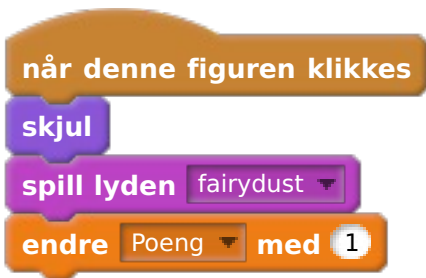 når denne figuren klikkes
skjul
spill lyden fairydust
endre Poeng med 1